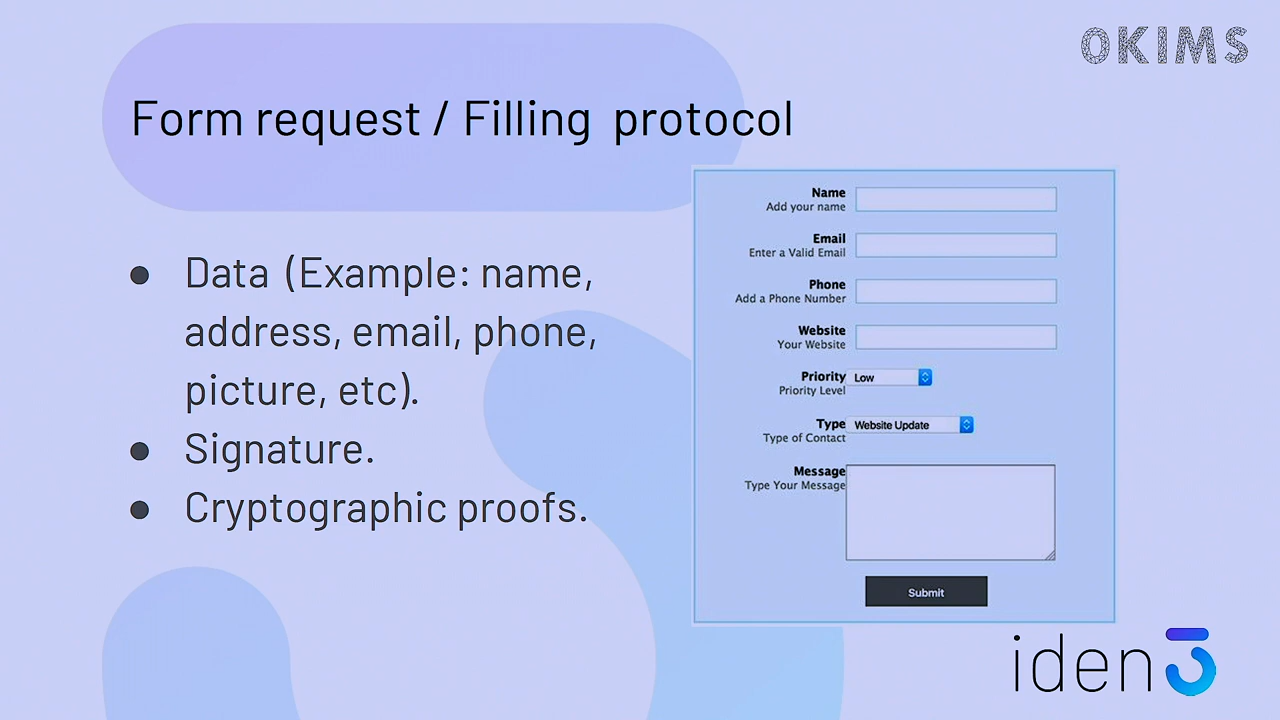 OKIMS
Form request / Filling protocol
● Data (Example: name,
address, email, phone,
picture, etc).
● Signature.
● Cryptographic proofs.
Name
Add your name
Email
Enter a Valid Email
Phone
Add a Phone Number
Website
Your Website
Priority
Low
Priority Level
Type
Website Update
Type of Contact
Message
Type Your Message
Submit
iden3